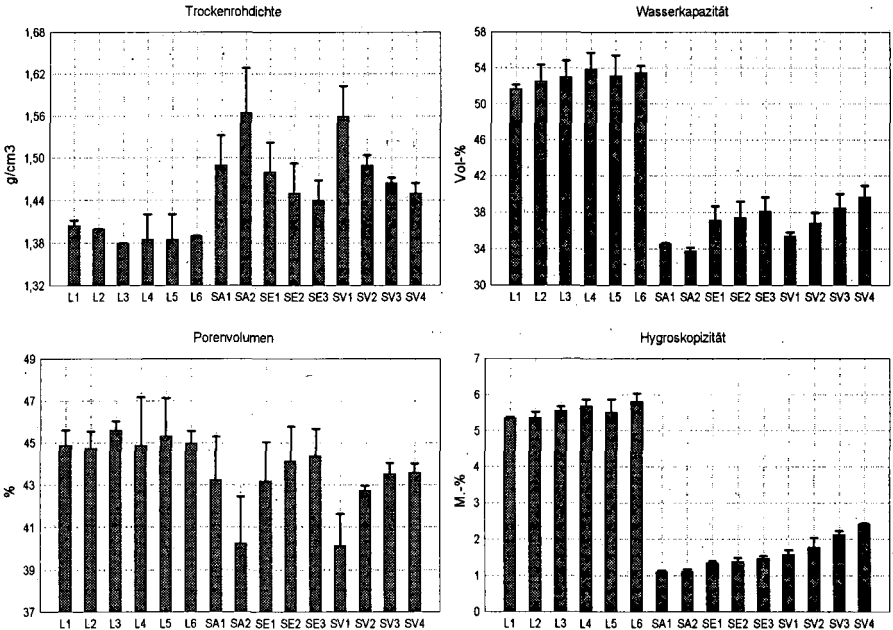 Trockenrohdichte
g/cm3
1,68
1,62
1,56
1,50
1,44
1,38
1,32
L1 L2 L3 L4 L5 L6 SA1 SA2 SE1 SE2 SE3 SV1 SV2 SV3 SV4
Wasserkapazität
Vol-%
58
54
50
46
42
38
34
30
L1 L2 L3 L4 L5 L6 SA1 SA2 SE1 SE2 SE3 SV1 SV2 SV3 SV4
Porenvolumen
%
49
47
45
43
41
39
37
L1 L2 L3 L4 L5 L6 SA1 SA2 SE1 SE2 SE3 SV1 SV2 SV3 SV4
Hygroskopizität
M.-%
7
6
5
4
3
2
1
0
L1 L2 L3 L4 L5 L6 SA1 SA2 SE1 SE2 SE3 SV1 SV2 SV3 SV4